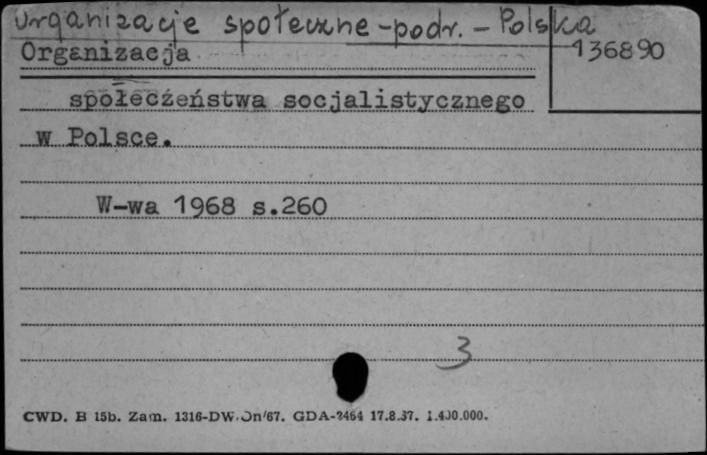 Organizacje społeczne - podr. - Polska
Organizacja
136890
społeczeństwa socjalistycznego
w Polsce.
W-wa 1968 s.260
3
CWD. B 15b. Zam. 1316-DW.On/67. GDA-2464 17.8.67. 1.400.000.